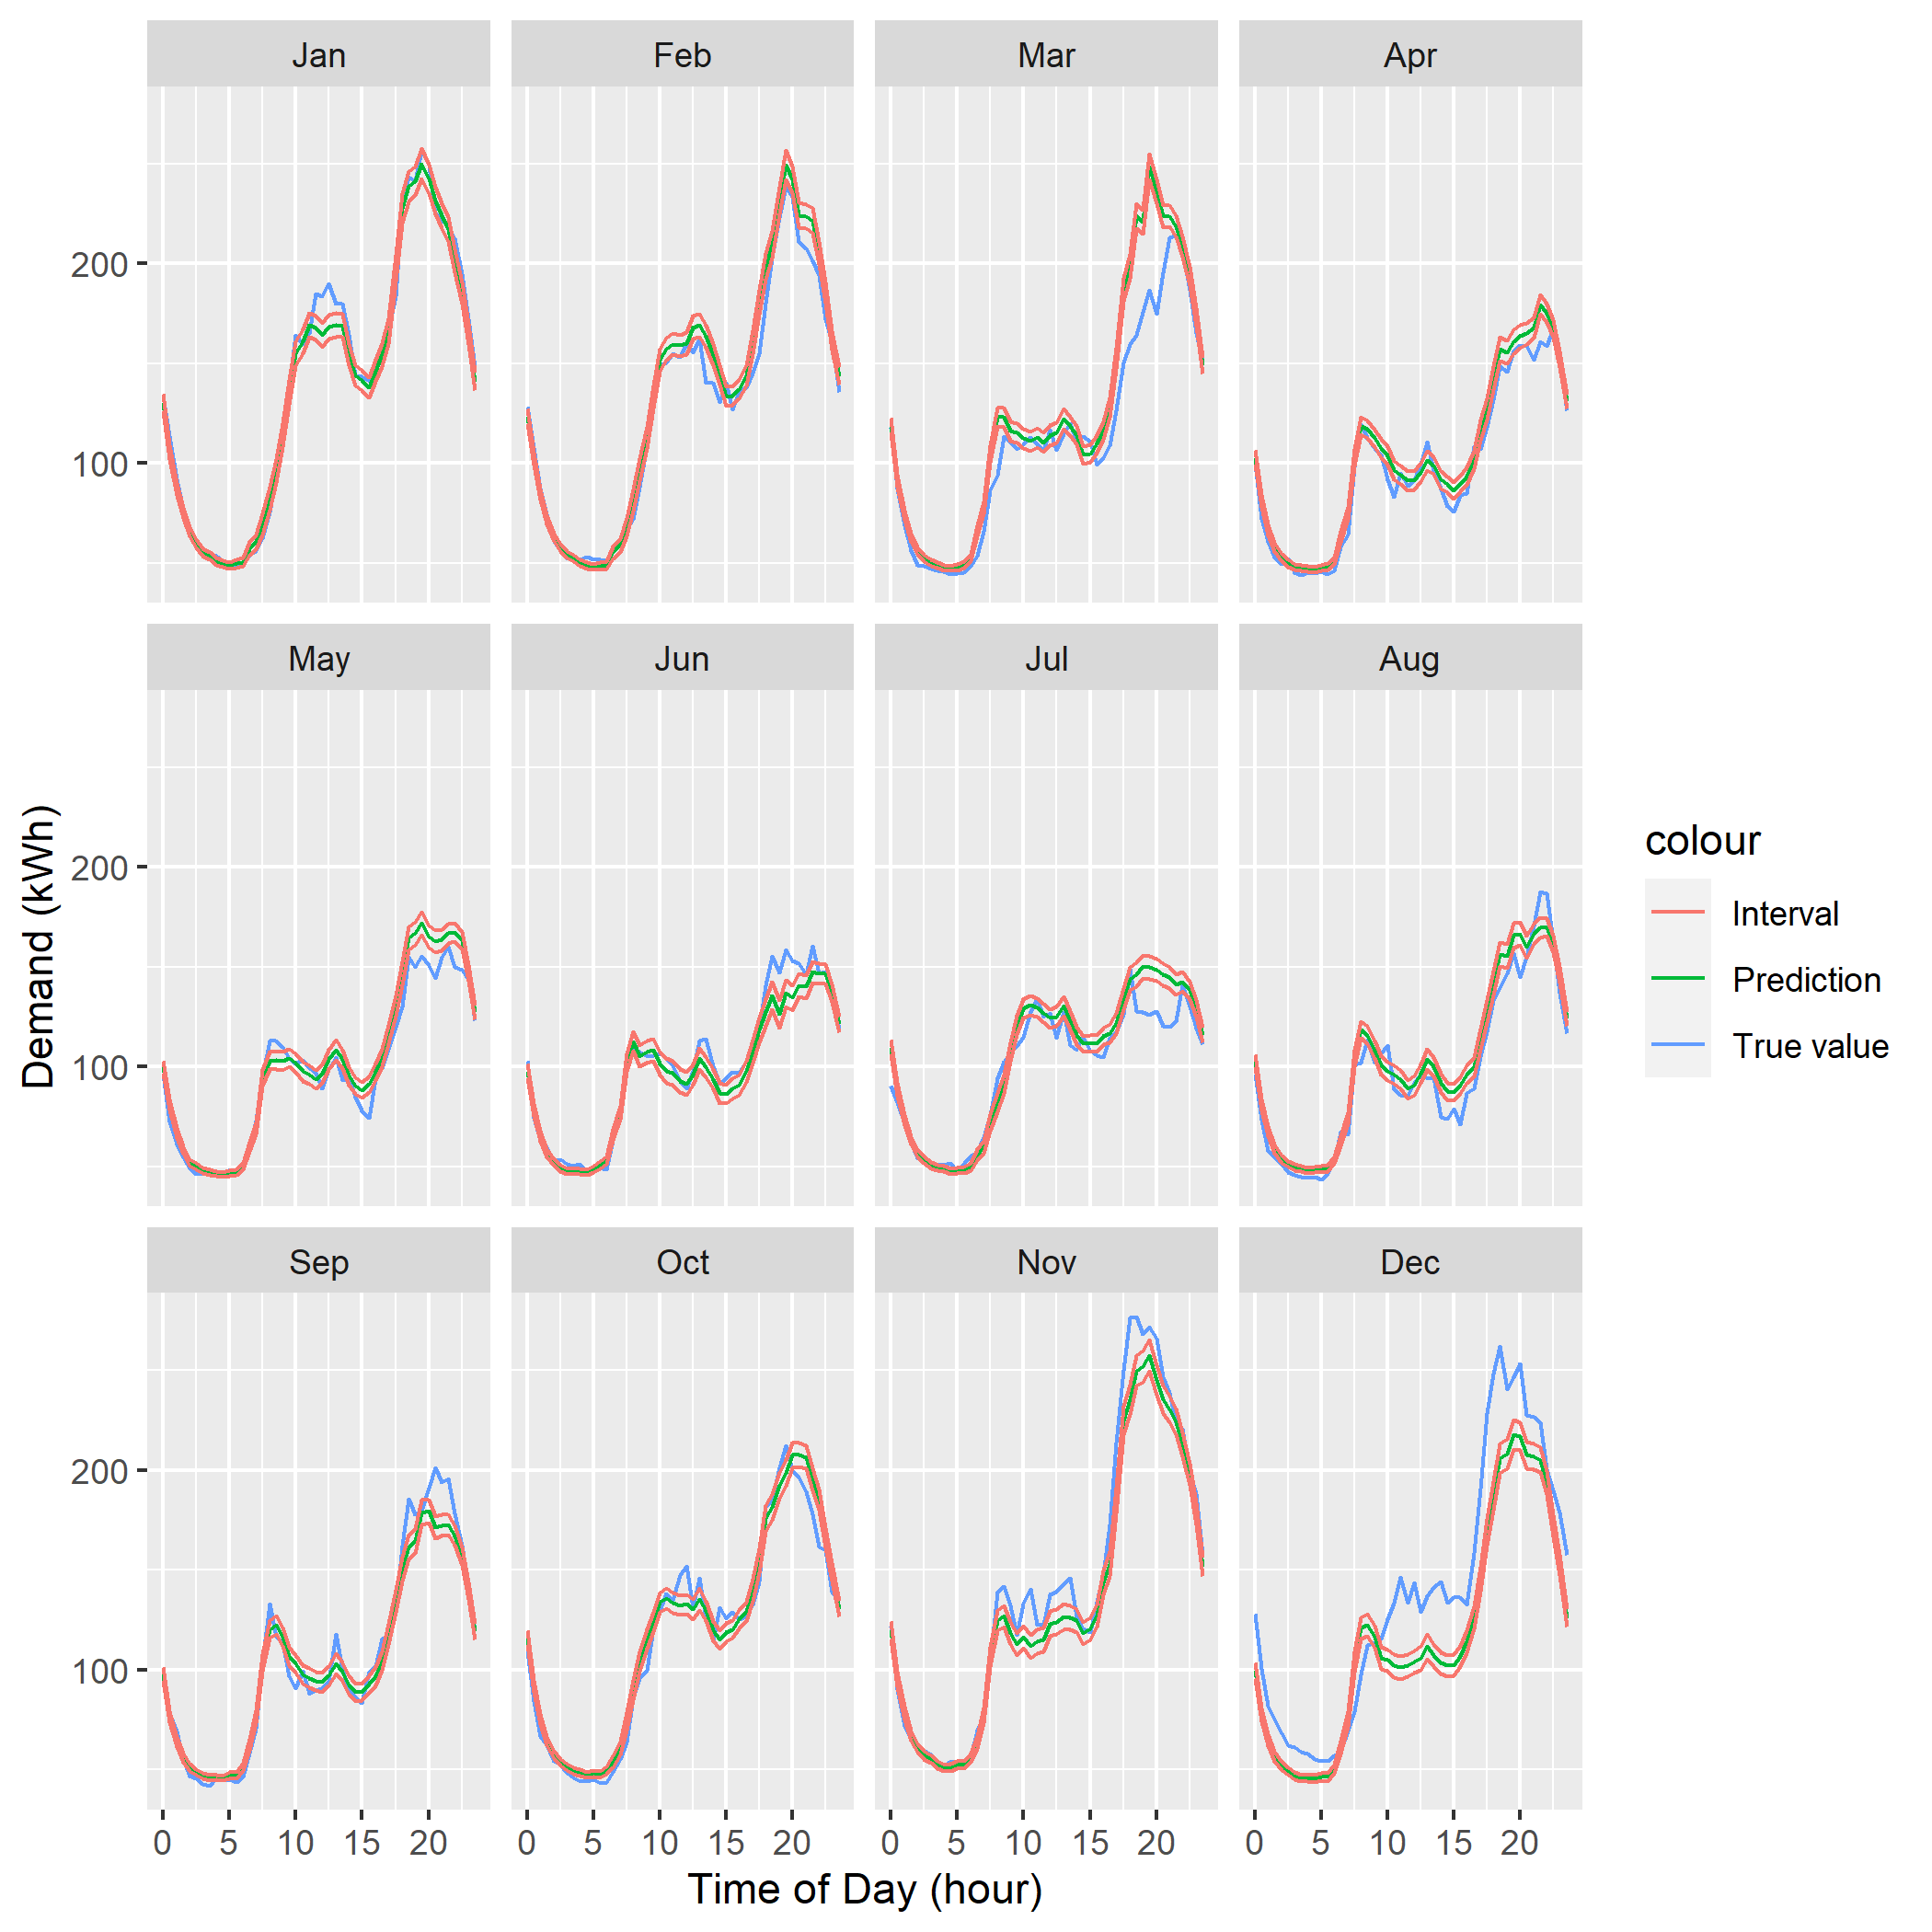 Jan Feb Mar Apr
200
100
May Jun Jul Aug
200
100
Sep Oct Nov Dec
200
100
0 5 10 15 20 0 5 10 15 20 0 5 10 15 20 0 5 10 15 20
Time of Day (hour)
Demand (kWh)
colour
Interval
Prediction
True value